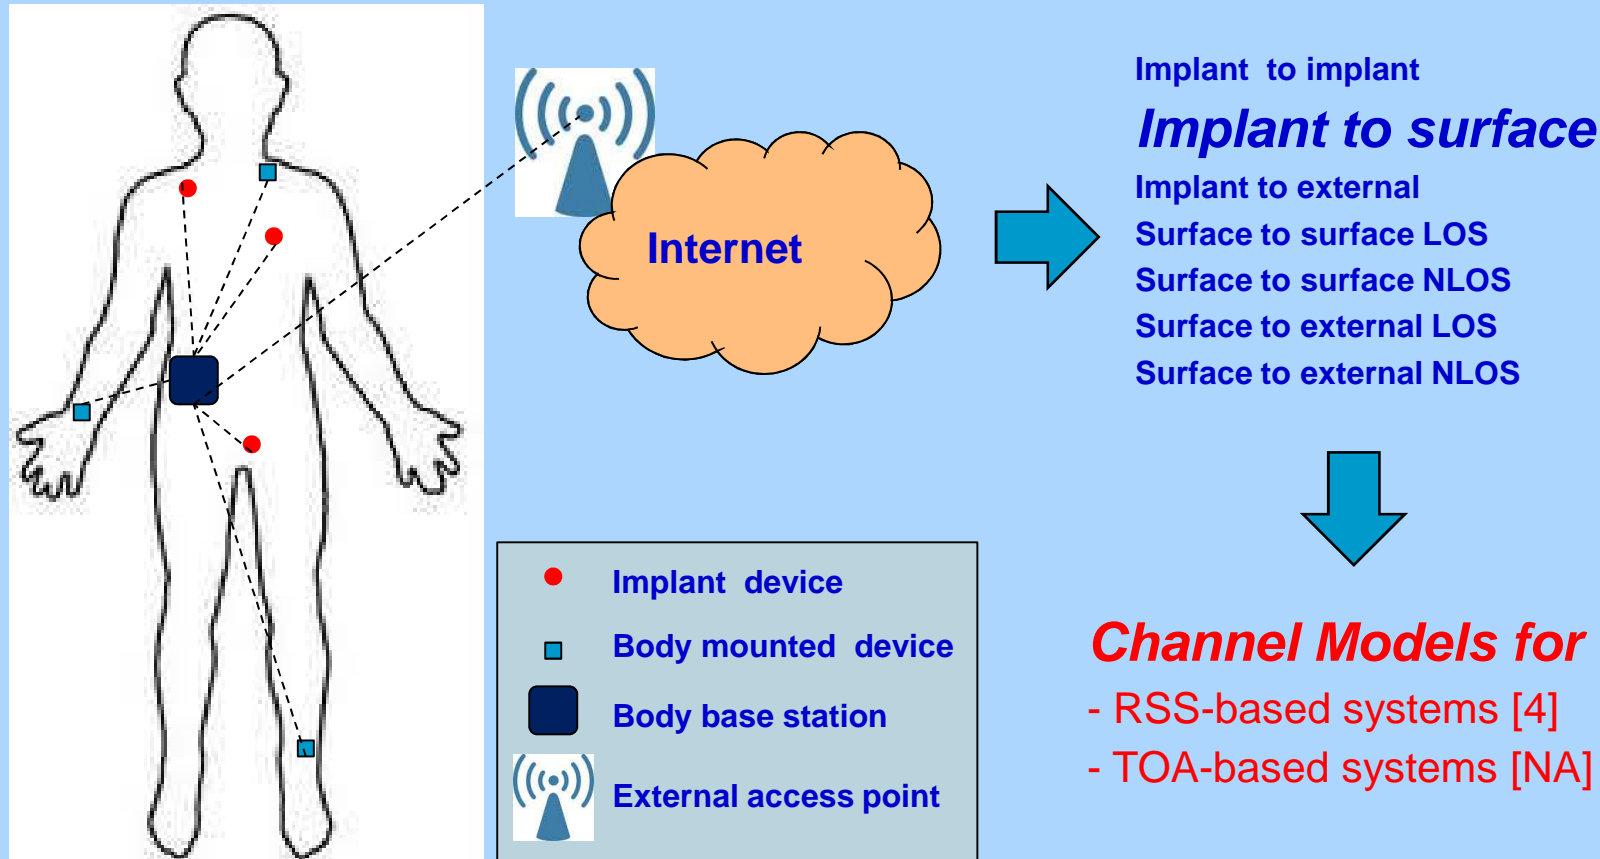 Internet
Implant to implant
Implant to surface
Implant to external
Surface to surface LOS
Surface to surface NLOS
Surface to external LOS
Surface to external NLOS
Implant device
Body mounted device
Body base station
External access point
Channel Models for
- RSS-based systems [4]
- TOA-based systems [NA]